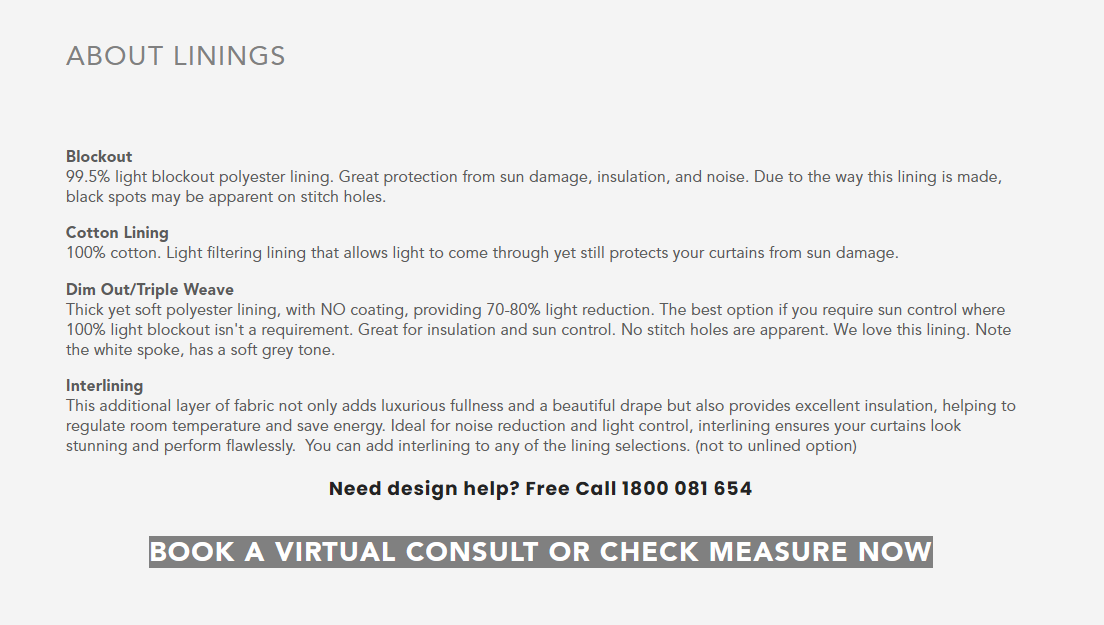 ABOUT LININGS
Blockout
99.5% light blockout polyester lining. Great protection from sun damage, insulation, and noise. Due to the way this lining is made,
black spots may be apparent on stitch holes.
Cotton Lining
100% cotton. Light filtering lining that allows light to come through yet still protects your curtains from sun damage.
Dim Out/Triple Weave
Thick yet soft polyester lining, with NO coating, providing 70-80% light reduction. The best option if you require sun control where
100% light blockout isn't a requirement. Great for insulation and sun control. No stitch holes are apparent. We love this lining. Note
the white spoke, has a soft grey tone.
Interlining
This additional layer of fabric not only adds luxurious fullness and a beautiful drape but also provides excellent insulation, helping to
regulate room temperature and save energy. Ideal for noise reduction and light control, interlining ensures your curtains look
stunning and perform flawlessly.  You can add interlining to any of the lining selections. (not to unlined option)
Need design help? Free Call 1800 081 654
BOOK A VIRTUAL CONSULT OR CHECK MEASURE NOW